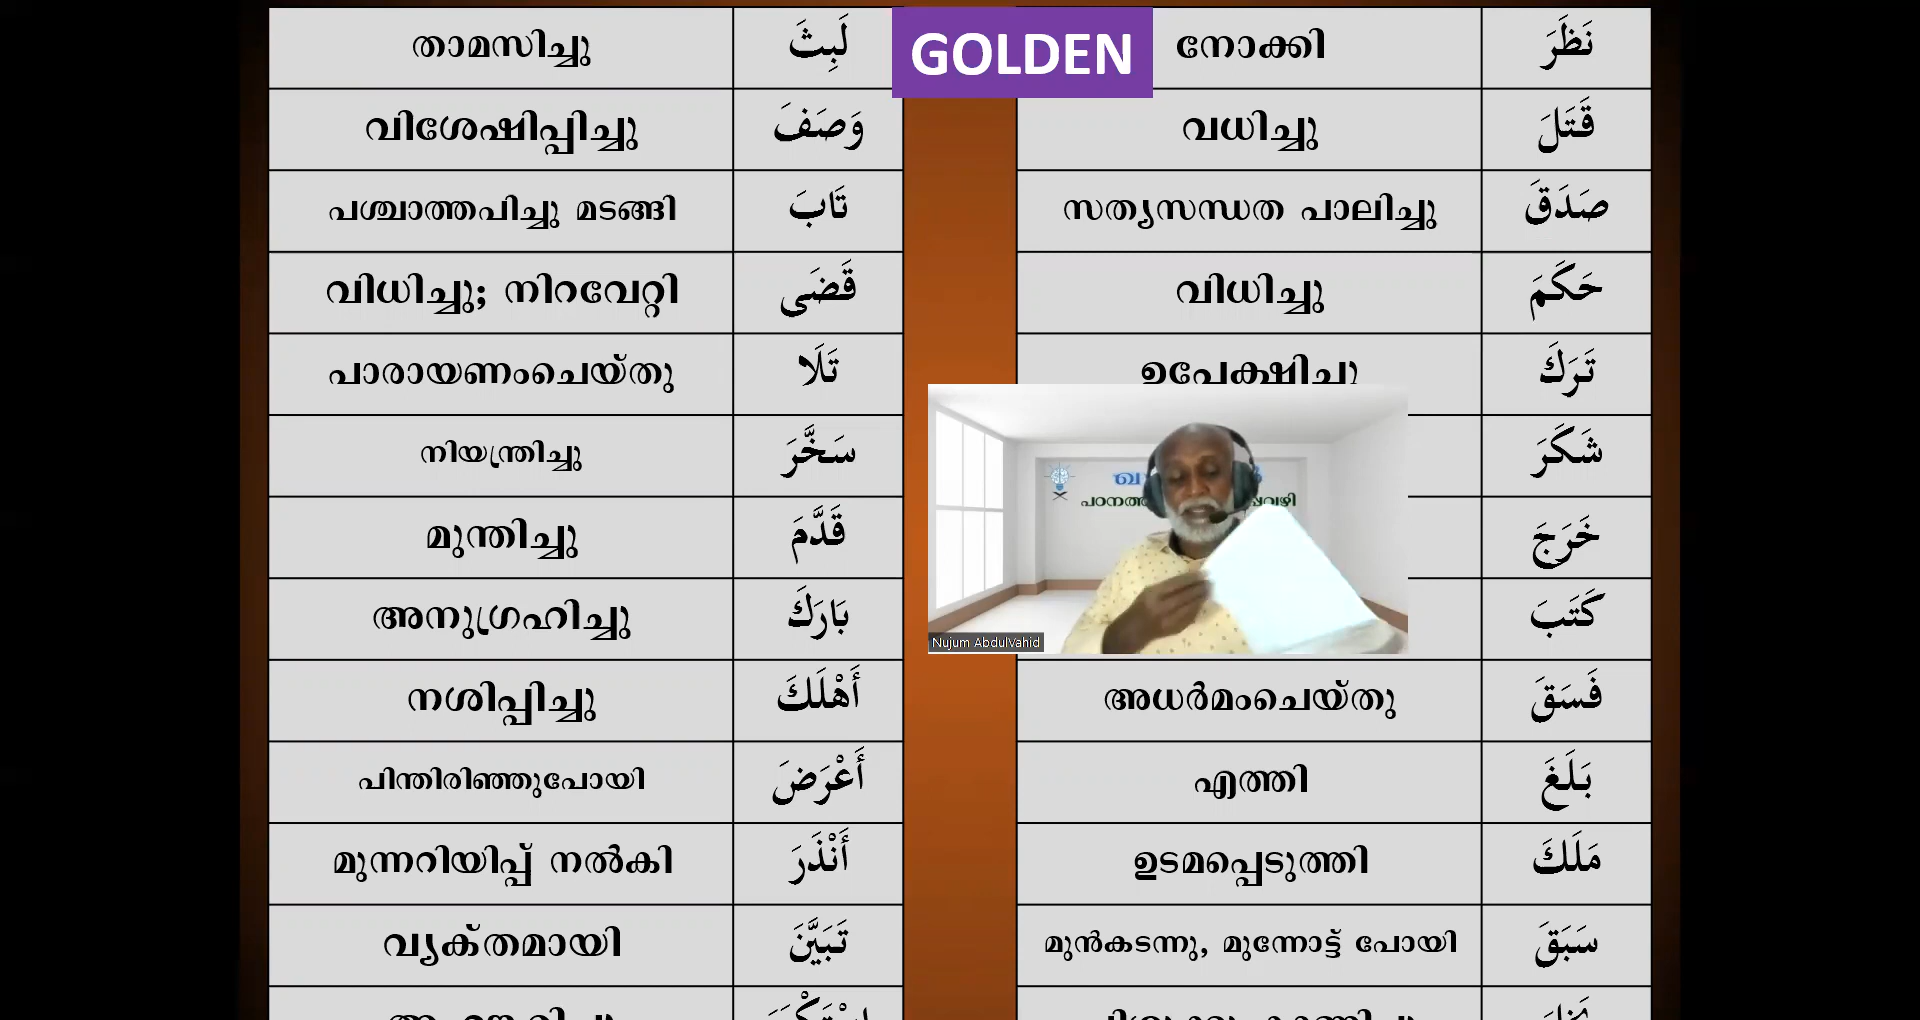 GOLDEN
താമസിച്ചു لَبِثَ
വിശേഷിപ്പിച്ചു وَصَفَ
പശ്ചാത്തപിച്ചു മടങ്ങി تَابَ
വിധിച്ചു; നിറവേറ്റി قَضَى
പാരായണംചെയ്തു تَلَا
നിയന്ത്രിച്ചു سَخَّرَ
മുന്തിച്ചു قَدَّمَ
അനുഗ്രഹിച്ചു بَارَكَ
നശിപ്പിച്ചു أَهْلَكَ
പിന്തിരിഞ്ഞുപോയി أَعْرَضَ
മുന്നറിയിപ്പ് നൽകി أَنْذَرَ
വ്യക്തമായി تَبَيَّنَ
നോക്കി نَظَرَ
വധിച്ചു قَتَلَ
സത്യസന്ധത പാലിച്ചു صَدَقَ
വിധിച്ചു حَكَمَ
ഉപേക്ഷിച്ചു تَرَكَ
شَكَرَ
خَرَجَ
كَتَبَ
അധർമംചെയ്തു فَسَقَ
എത്തി بَلَغَ
ഉടമപ്പെടുത്തി مَلَكَ
മുൻകടന്നു, മുന്നോട്ട് പോയി سَبَقَ
Nujum AbdulVahid